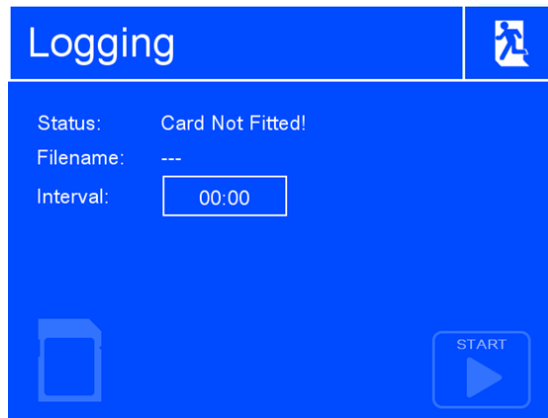 Logging
Status: Card Not Fitted!
Filename: ---
Interval: 00:00
START